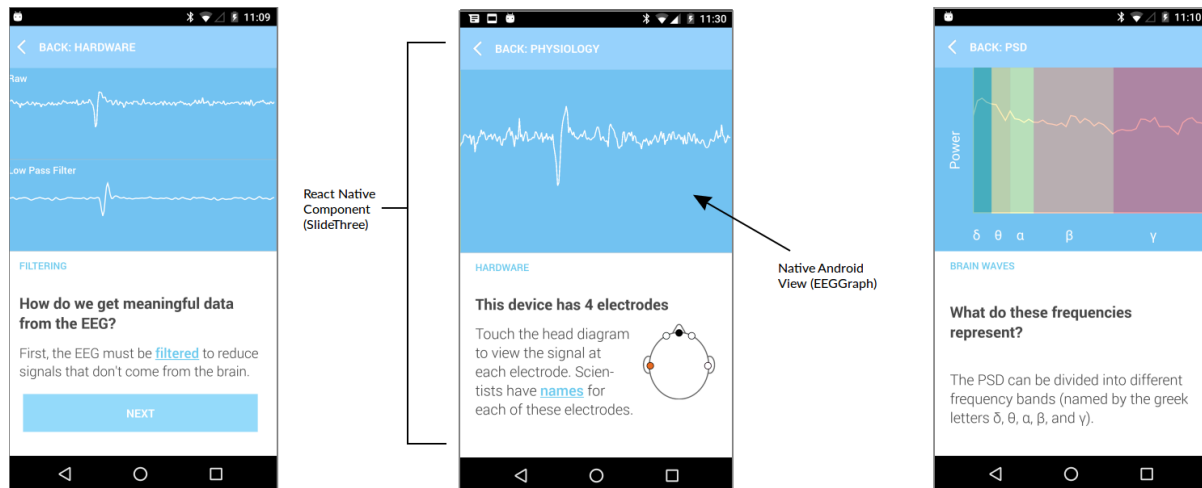 11:09
BACK: HARDWARE
Raw
Low Pass Filter
FILTERING
How do we get meaningful data
from the EEG?
First, the EEG must be filtered to reduce
signals that don't come from the brain.
NEXT
React Native
Component
(SlideThree)
11:30
BACK: PHYSIOLOGY
HARDWARE
This device has 4 electrodes
Touch the head diagram
to view the signal at
each electrode. Scien-
tists have names for
each of these electrodes.
Native Android
View (EEGGraph)
11:10
BACK: PSD
Power
δ θ α β γ
BRAIN WAVES
What do these frequencies
represent?
The PSD can be divided into different
frequency bands (named by the greek
letters δ, θ, α, β, and γ).